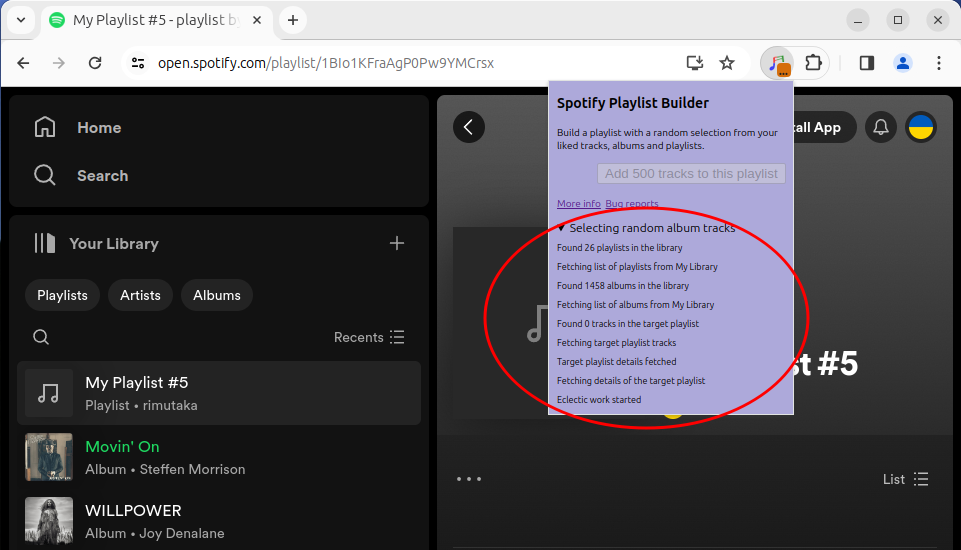 My Playlist #5 - playlist by
open.spotify.com/playlist/1BIo1KFraAgP0Pw9YMCrsx
Home
Search
Your Library
Playlists
Artists
Albums
Recents
My Playlist #5
Playlist • rimutaka
Movin' On
Album • Steffen Morrison
WILLPOWER
Album • Joy Denalane
Spotify Playlist Builder
Build a playlist with a random selection from your
liked tracks, albums and playlists.
Add 500 tracks to this playlist
More info Bug reports
▼ Selecting random album tracks
Found 26 playlists in the library
Fetching list of playlists from My Library
Found 1458 albums in the library
Fetching list of albums from My Library
Found 0 tracks in the target playlist
Fetching target playlist tracks
Target playlist details fetched
Fetching details of the target playlist
Eclectic work started
App
#5
List